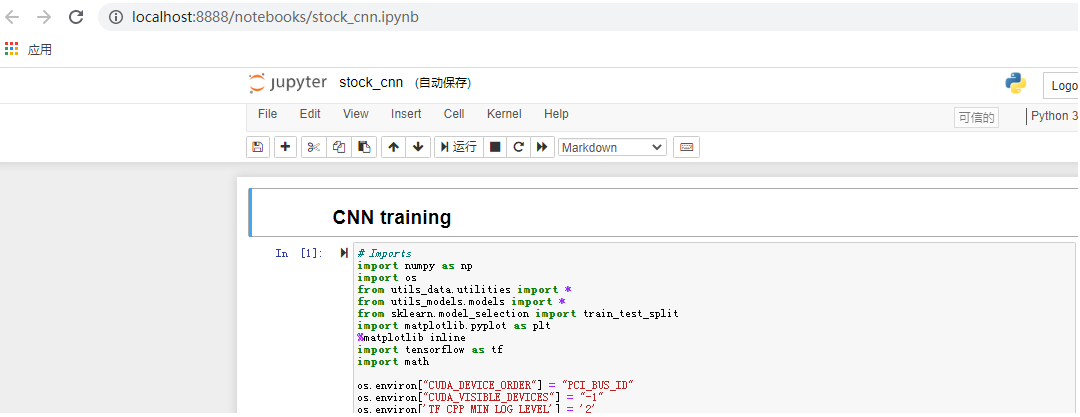 localhost:8888/notebooks/stock_cnn.ipynb
应用
jupyter stock_cnn (自动保存)
Logo
File Edit View Insert Cell Kernel Help 可信的 Python 3
运行 Markdown
CNN training
In [1]: # Imports
import numpy as np
import os
from utils_data.utilities import *
from utils_models.models import *
from sklearn.model_selection import train_test_split
import matplotlib.pyplot as plt
%matplotlib inline
import tensorflow as tf
import math
os.environ["CUDA_DEVICE_ORDER"] = "PCI_BUS_ID"
os.environ["CUDA_VISIBLE_DEVICES"] = "-1"
os.environ['TF_CPP_MIN_LOG_LEVEL'] = '2'